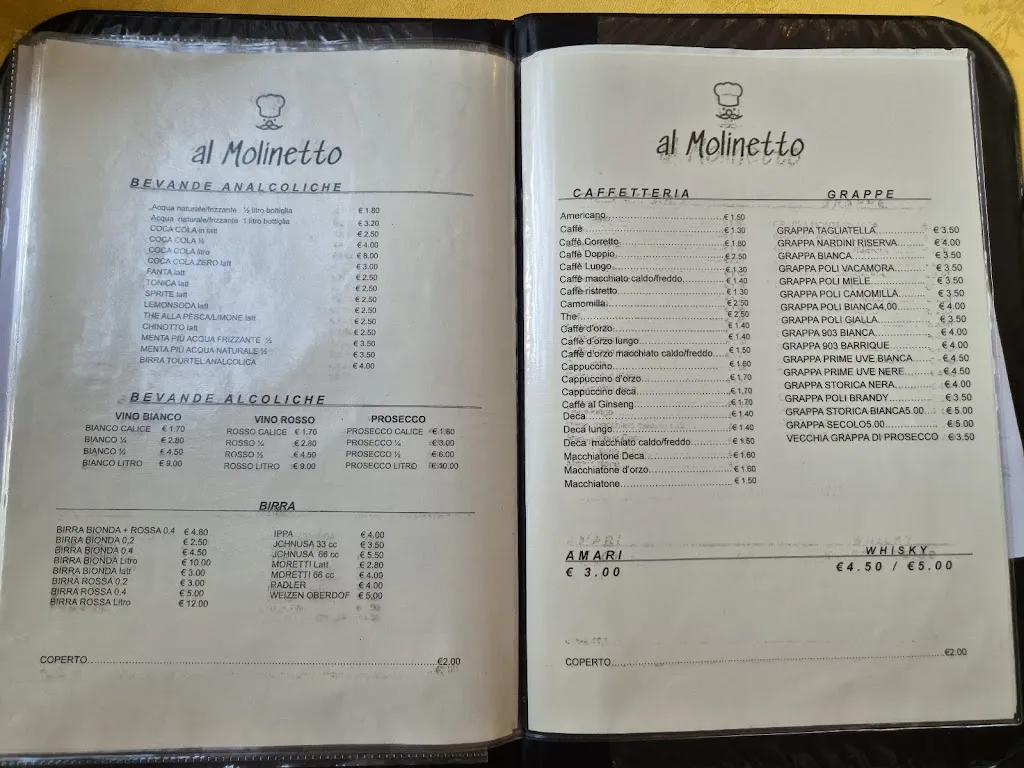 al Molinetto
BEVANDE ANALCOLICHE
Acqua naturale/frizzante ½ litro bottiglia € 1.80
Acqua naturale/frizzante 1 litro bottiglia € 3.20
COCA COLA in latt € 2.50
COCA COLA ½ € 4.00
COCA COLA litro € 8.00
COCA COLA ZERO latt € 3.00
FANTA latt € 2.50
TONICA latt € 2.50
SPRITE latt € 2.50
LEMONSODA latt € 2.50
THE ALLA PESCA/LIMONE latt € 2.50
CHINOTTO latt € 2.50
MENTA PIÙ ACQUA FRIZZANTE ½ € 3.50
MENTA PIÙ ACQUA NATURALE ½ € 3.50
BIRRA TOURTEL ANALCOLICA € 4.00
BEVANDE ALCOLICHE
VINO BIANCO
BIANCO CALICE € 1.70
BIANCO ¼ € 2.80
BIANCO ½ € 4.50
BIANCO LITRO € 9.00
VINO ROSSO
ROSSO CALICE € 1.70
ROSSO ¼ € 2.80
ROSSO ½ € 4.50
ROSSO LITRO € 9.00
PROSECCO
PROSECCO CALICE € 1.80
PROSECCO ¼ € 3.00
PROSECCO ½ € 6.00
PROSECCO LITRO € 10.00
BIRRA
BIRRA BIONDA + ROSSA 0,4 € 4.80
BIRRA BIONDA 0,2 € 2.50
BIRRA BIONDA 0.4 € 4.50
BIRRA BIONDA Litro € 10.00
BIRRA BIONDA latt € 3.00
BIRRA ROSSA 0.2 € 3.00
BIRRA ROSSA 0.4 € 5.00
BIRRA ROSSA Litro € 12.00
IPPA € 4.00
JCHNUSA 33 cc € 3.50
JCHNUSA 66 cc € 5.50
MORETTI Latt € 2.80
MORETTI 66 cc € 4.00
RADLER € 4.00
WEIZEN OBERDOF € 5,00
COPERTO €2.00
al Molinetto
CAFFETTERIA
Americano € 1.50
Caffè € 1.30
Caffè Corretto € 1.80
Caffè Doppio € 2.50
Caffè Lungo € 1.30
Caffè macchiato caldo/freddo € 1.40
Caffè ristretto € 1.30
Camomilla € 2.50
The € 2.50
Caffè d'orzo € 1.40
Caffè d'orzo lungo € 1.40
Caffè d'orzo macchiato caldo/freddo € 1.50
Cappuccino € 1.60
Cappuccino d'orzo € 1.70
Cappuccino deca € 1.70
Caffè al Ginseng € 1.70
Deca € 1.40
Deca lungo € 1.40
Deca macchiato caldo/freddo € 1.50
Macchiatone Deca € 1.60
Macchiatone d'orzo € 1.60
Macchiatone € 1.50
GRAPPE
GRAPPA TAGLIATELLA € 3.50
GRAPPA NARDINI RISERVA € 4.00
GRAPPA BIANCA € 3.50
GRAPPA POLI VACAMORA € 3.50
GRAPPA POLI MIELE € 3.50
GRAPPA POLI CAMOMILLA € 3.50
GRAPPA POLI BIANCA4,00 € 4.00
GRAPPA POLI GIALLA € 3.50
GRAPPA 903 BIANCA € 4.00
GRAPPA 903 BARRIQUE € 4.00
GRAPPA PRIME UVE BIANCA € 4.50
GRAPPA PRIME UVE NERE € 4.50
GRAPPA STORICA NERA € 4.00
GRAPPA POLI BRANDY € 3.50
GRAPPA STORICA BIANCA5.00 € 5.00
GRAPPA SECOLO5.00 € 5.00
VECCHIA GRAPPA DI PROSECCO € 3.50
AMARI
€ 3.00
WHISKY
€4.50 / €5.00
COPERTO €2.00